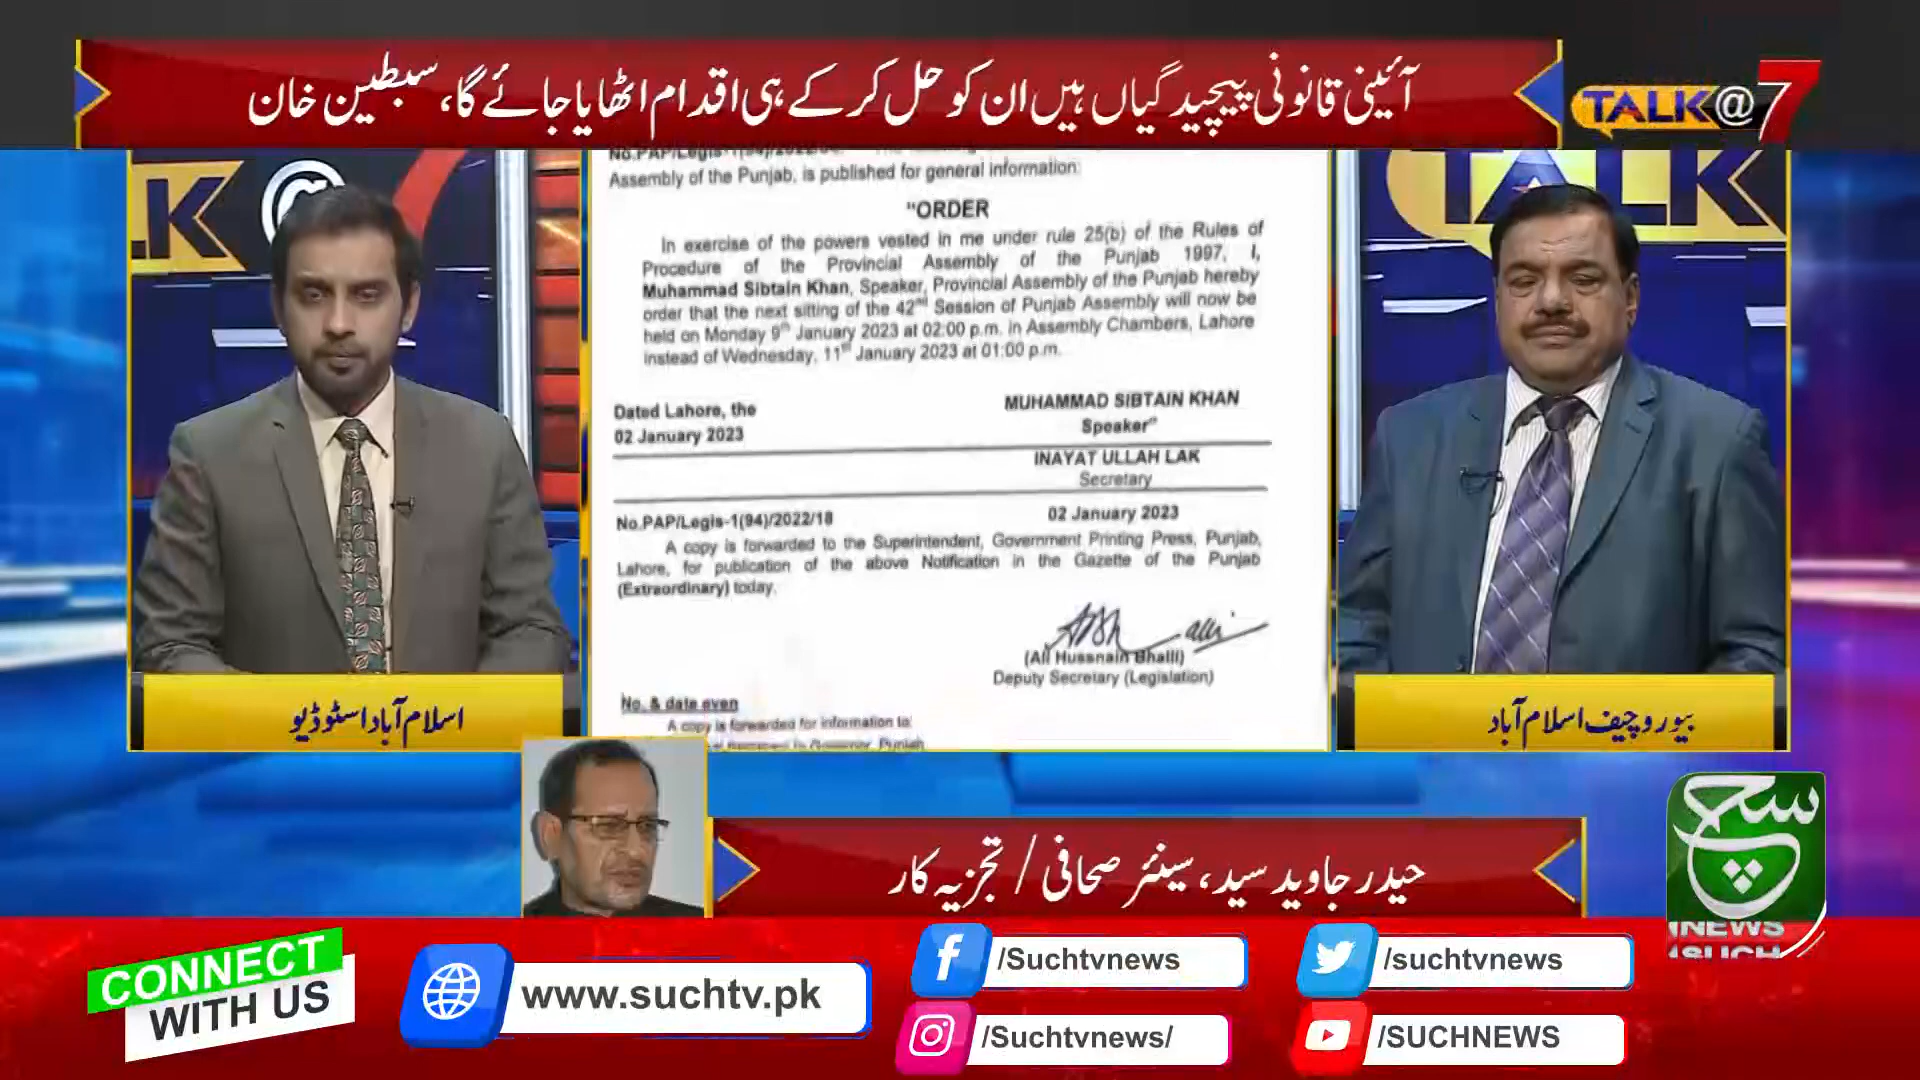 آئینی قانونی پیچیدگیاں ہیں ان کو حل کر کے ہی اقدام اٹھایا جائے گا، سبطین خان
TALK@7
Assembly of the Punjab, is published for general information:
"ORDER
In exercise of the powers vested in me under rule 25(b) of the Rules of
Procedure of the Provincial Assembly of the Punjab 1997, I,
Muhammad Sibtain Khan, Speaker, Provincial Assembly of the Punjab hereby
order that the next sitting of the 42nd Session of Punjab Assembly will now be
held on Monday 9th January 2023 at 02:00 p.m. in Assembly Chambers, Lahore
instead of Wednesday, 11th January 2023 at 01:00 p.m.
Dated Lahore, the
02 January 2023
MUHAMMAD SIBTAIN KHAN
Speaker"
INAYAT ULLAH LAK
Secretary
No.PAP/Legis-1(94)/2022/18
02 January 2023
A copy is forwarded to the Superintendent, Government Printing Press, Punjab,
Lahore, for publication of the above Notification in the Gazette of the Punjab
(Extraordinary) today.
(Ali Hussnain Bhalli)
Deputy Secretary (Legislation)
No. & date even
A copy is forwarded for information to:
اسلام آباد اسٹوڈیو
بیورو چیف اسلام آباد
حیدر جاوید سید، سینئر صحافی / تجزیہ کار
سچ
NEWS
CONNECT
WITH US
www.suchtv.pk
/Suchtvnews
/suchtvnews
/Suchtvnews/
/SUCHNEWS